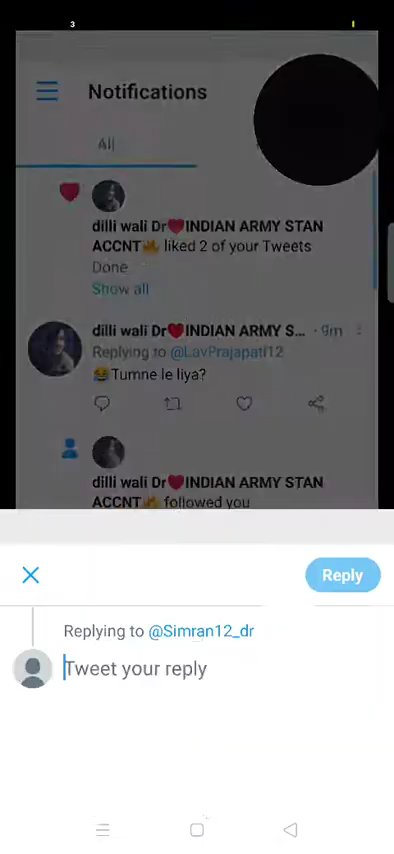 3
Notifications
All
dilli wali Dr❤️INDIAN ARMY STAN
ACCNT🔥 liked 2 of your Tweets
Done
Show all
dilli wali Dr❤️INDIAN ARMY S... · 9m
Replying to @LavPrajapati12
😂Tumne le liya?
dilli wali Dr❤️INDIAN ARMY STAN
ACCNT🔥 followed you
Reply
Replying to @Simran12_dr
Tweet your reply